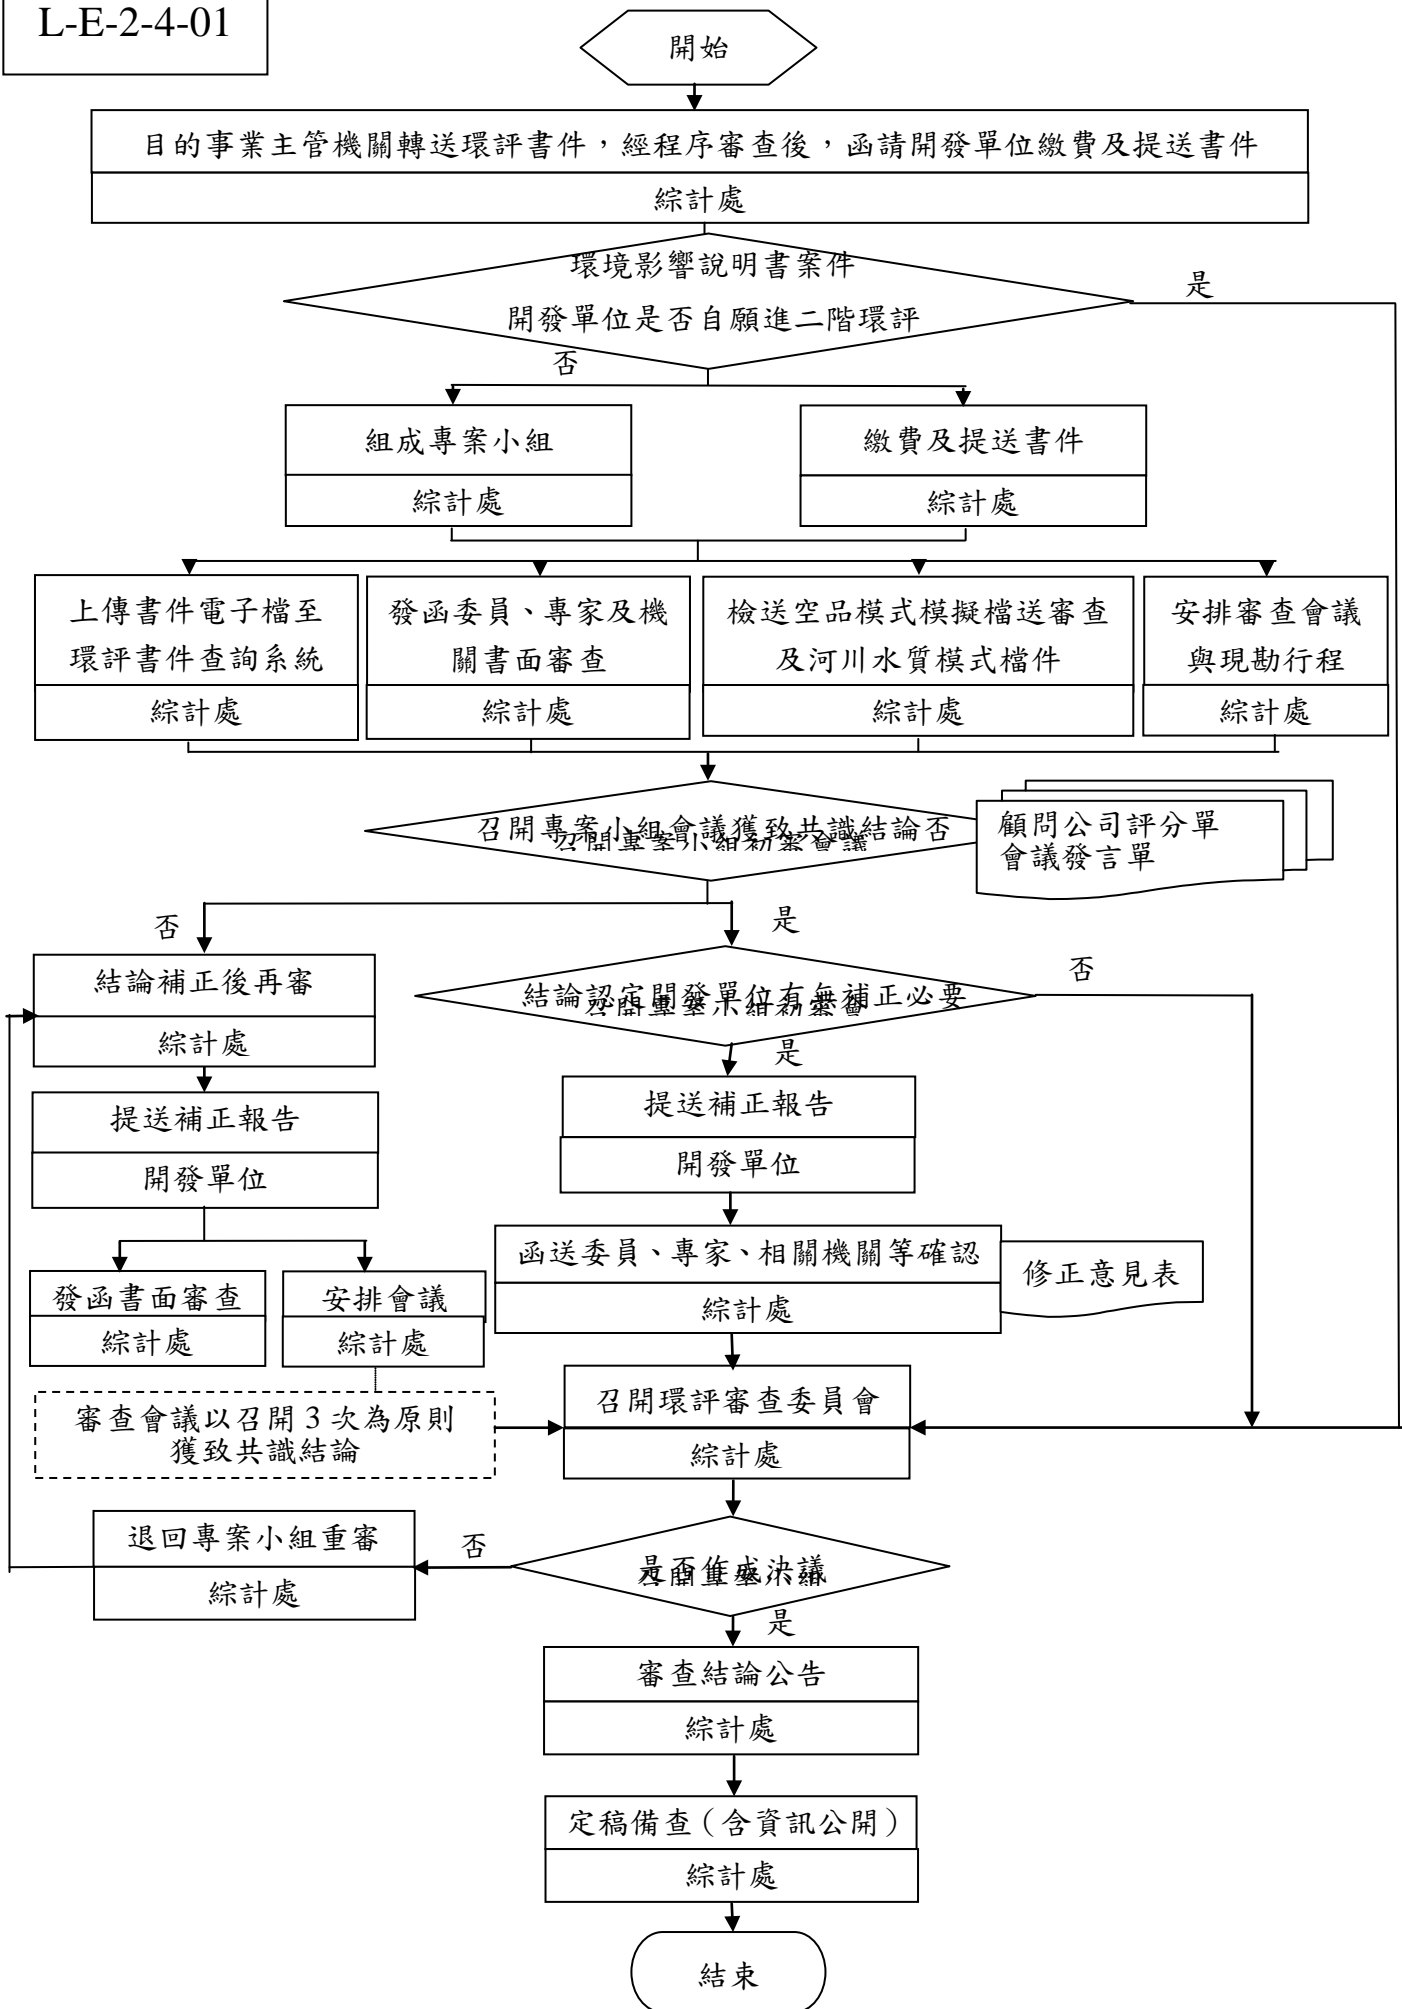 L-E-2-4-01
開始
目的事業主管機關轉送環評書件，經程序審查後，函請開發單位繳費及提送書件
綜計處
環境影響說明書案件
開發單位是否自願進二階環評
是
否
組成專案小組
綜計處
繳費及提送書件
綜計處
上傳書件電子檔至
環評書件查詢系統
綜計處
發函委員、專家及機
關書面審查
綜計處
檢送空品模式模擬檔送審查
及河川水質模式檔件
綜計處
安排審查會議
與現勘行程
綜計處
召開專案小組會議獲致共識結論否
召開專案小組初審會議
顧問公司評分單
會議發言單
否
是
結論補正後再審
綜計處
結論認定開發單位有無補正必要
否
是
提送補正報告
開發單位
提送補正報告
開發單位
函送委員、專家、相關機關等確認
綜計處
修正意見表
發函書面審查
綜計處
安排會議
綜計處
審查會議以召開 3 次為原則
獲致共識結論
召開環評審查委員會
綜計處
退回專案小組重審
綜計處
否
是否作成決議
是
審查結論公告
綜計處
定稿備查（含資訊公開）
綜計處
結束